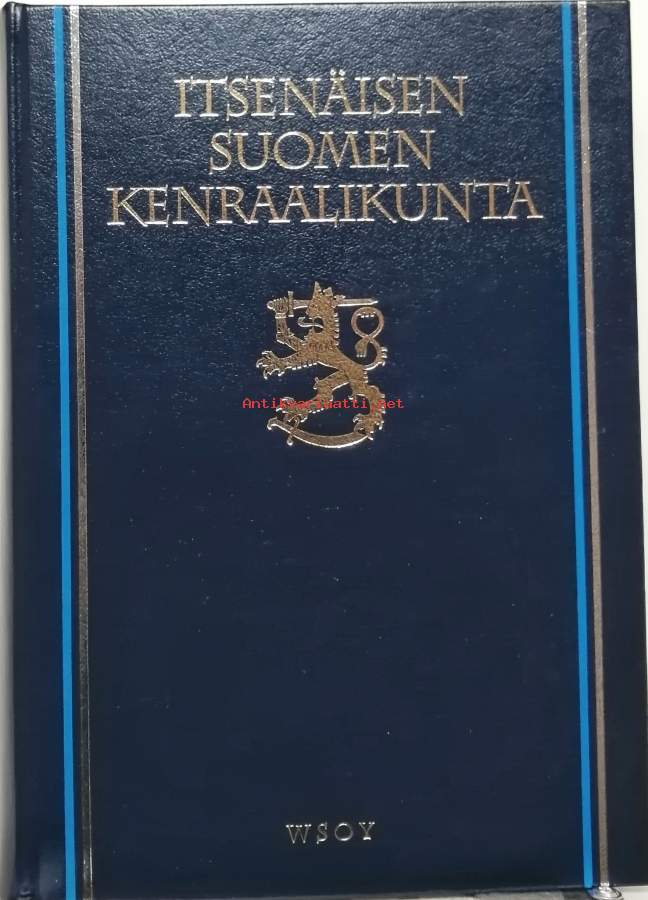 ITSENÄISEN
SUOMEN
KENRAALIKUNTA
Antikvariaatti.net
WSOY